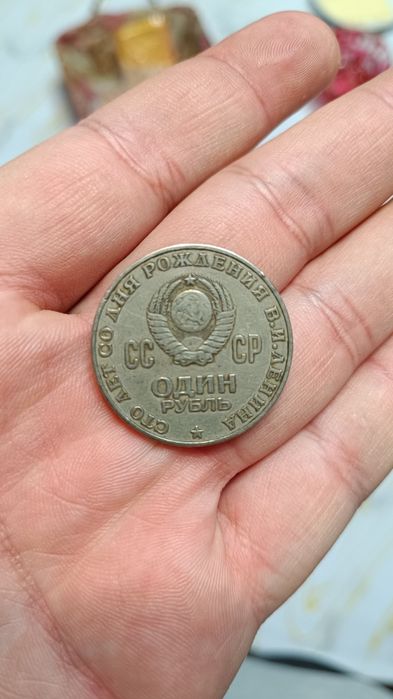 СТО ЛЕТ СО ДНЯ РОЖДЕНИЯ В.И.ЛЕНИНА
СС СР
ОДИН
РУБЛЬ